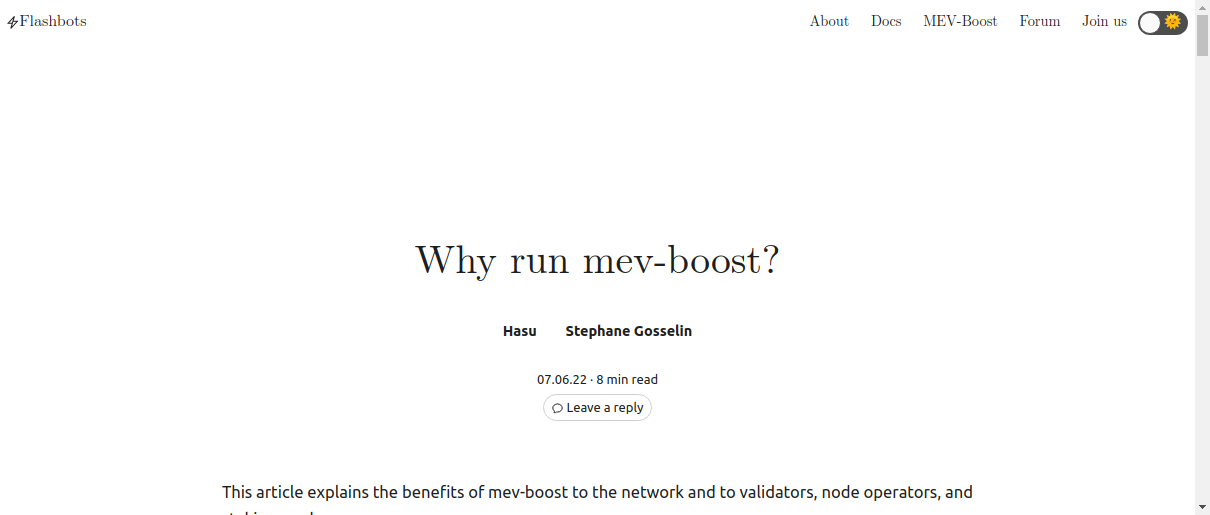 Flashbots
About Docs MEV-Boost Forum Join us
Why run mev-boost?
Hasu Stephane Gosselin
07.06.22 · 8 min read
Leave a reply
This article explains the benefits of mev-boost to the network and to validators, node operators, and